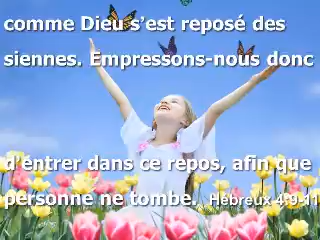 comme Dieu s'est reposé des
siennes. Empressons-nous donc
d'entrer dans ce repos, afin que
personne ne tombe. Hébreux 4:9-11